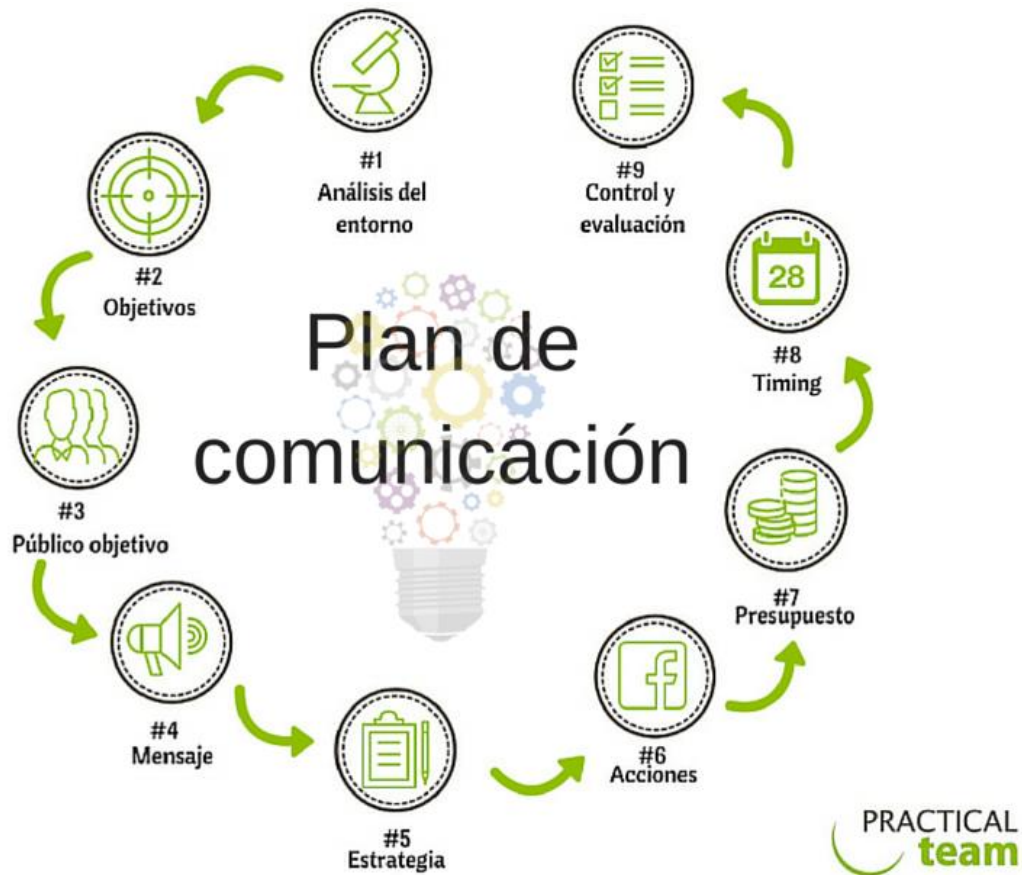 #1
Análisis del
entorno
#2
Objetivos
#3
Público objetivo
#4
Mensaje
#5
Estrategia
#6
Acciones
#7
Presupuesto
#8
Timing
28
#9
Control y
evaluación
Plan de
comunicación
PRACTICAL
team